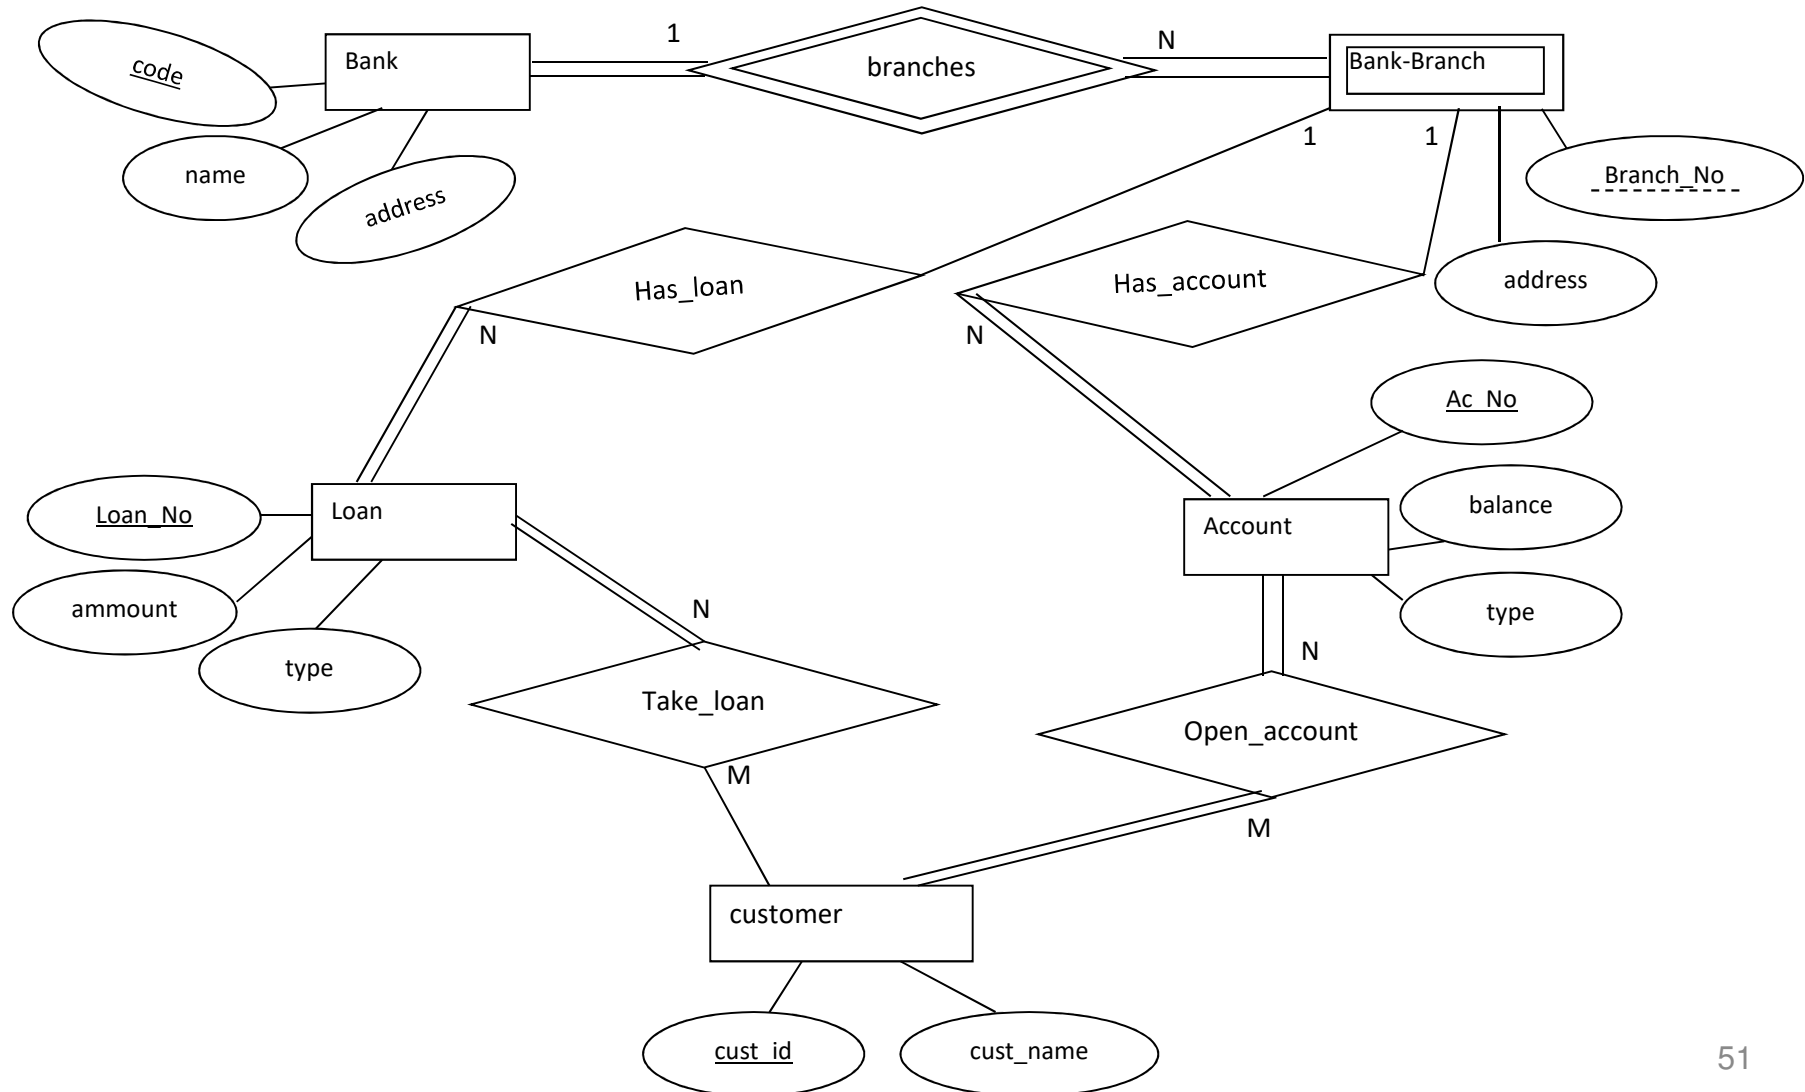 1
N
code
Bank
branches
Bank-Branch
name
address
1
1
Branch_No
Has_loan
Has_account
address
N
N
Ac_No
Loan_No
Loan
balance
Account
ammount
type
N
type
N
Take_loan
Open_account
M
M
customer
cust_id
cust_name
51